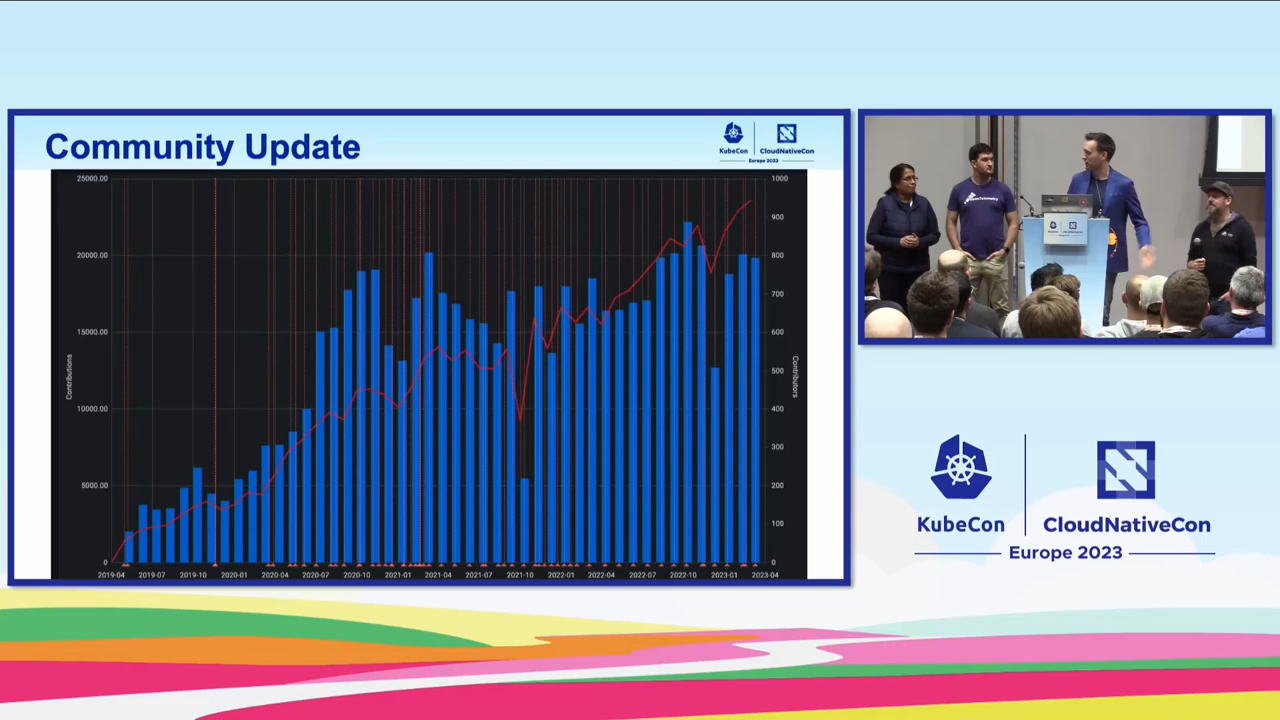 Community Update
KubeCon
CloudNativeCon
Europe 2023
25000.00
20000.00
15000.00
10000.00
5000.00
0
Contributions
1000
900
800
700
600
500
400
300
200
100
0
Contributors
2019-04 2019-07 2019-10 2020-01 2020-04 2020-07 2020-10 2021-01 2021-04 2021-07 2021-10 2022-01 2022-04 2022-07 2022-10 2023-01 2023-04
KubeCon
CloudNativeCon
Europe 2023